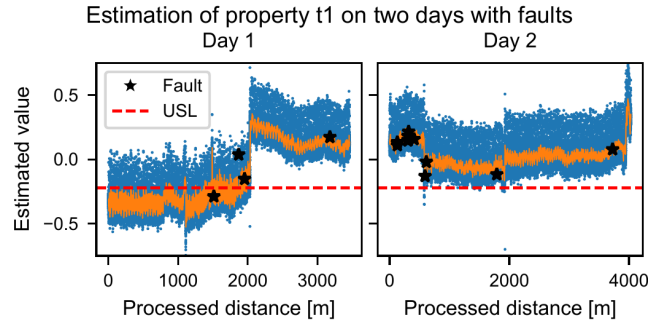 Estimation of property t1 on two days with faults
Day 1
Day 2
Estimated value
0.5
0.0
−0.5
Fault
USL
0
1000
2000
3000
Processed distance [m]
0
2000
4000
Processed distance [m]